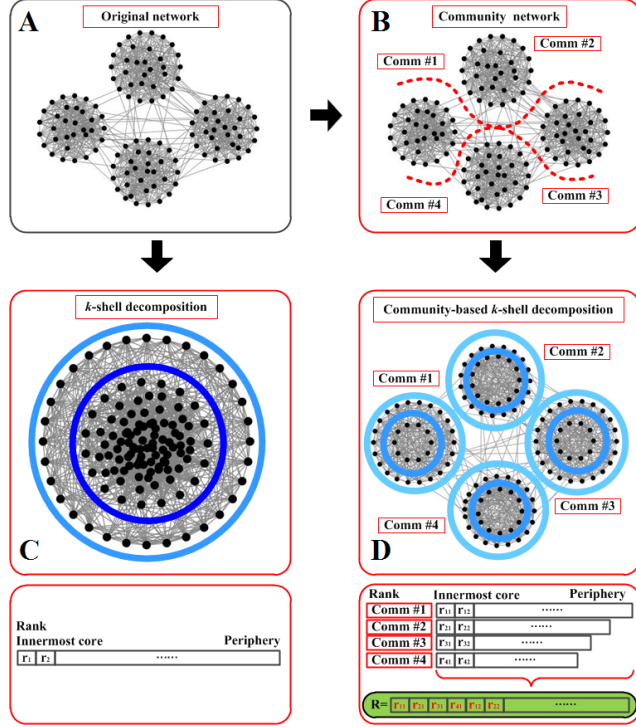 A
Original network
B
Community network
Comm #1
Comm #2
Comm #4
Comm #3
k-shell decomposition
C
Community-based k-shell decomposition
Comm #1
Comm #2
Comm #4
Comm #3
D
Rank
Innermost core Periphery
r₁ r₂ ······
Rank Innermost core Periphery
Comm #1 r₁₁ r₁₂ ······
Comm #2 r₂₁ r₂₂ ······
Comm #3 r₃₁ r₃₂ ······
Comm #4 r₄₁ r₄₂ ······
R= r₁₁ r₂₁ r₃₁ r₄₁ r₁₂ r₂₂ ······